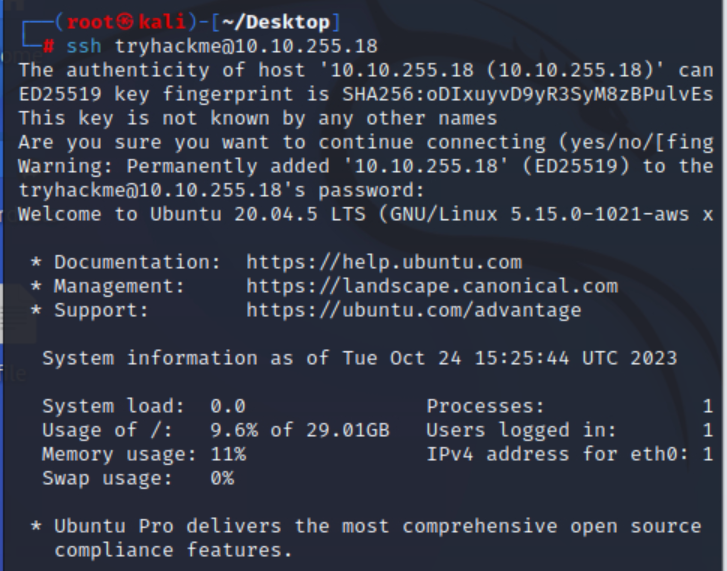 ┌──(root㉿kali)-[~/Desktop]
└─# ssh tryhackme@10.10.255.18
The authenticity of host '10.10.255.18 (10.10.255.18)' can
ED25519 key fingerprint is SHA256:oDIxuyvD9yR3SyM8zBPulvEs
This key is not known by any other names
Are you sure you want to continue connecting (yes/no/[fing
Warning: Permanently added '10.10.255.18' (ED25519) to the
tryhackme@10.10.255.18's password:
Welcome to Ubuntu 20.04.5 LTS (GNU/Linux 5.15.0-1021-aws x
* Documentation: https://help.ubuntu.com
* Management: https://landscape.canonical.com
* Support: https://ubuntu.com/advantage
System information as of Tue Oct 24 15:25:44 UTC 2023
System load: 0.0 Processes: 1
Usage of /: 9.6% of 29.01GB Users logged in: 1
Memory usage: 11% IPv4 address for eth0: 1
Swap usage: 0%
* Ubuntu Pro delivers the most comprehensive open source
compliance features.